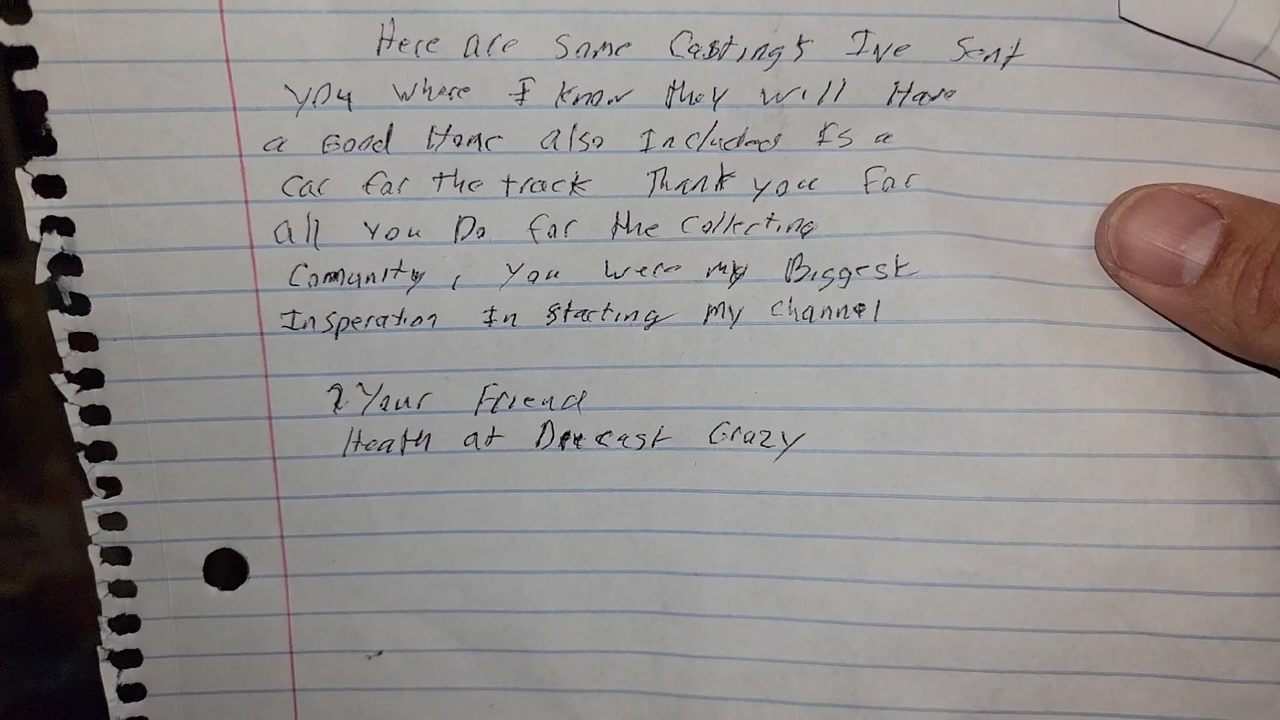 Here are some Castings Ive Sent
you where I know they will Have
a Good Home also Included Is a
car for the track Thank you For
all You Do for the Collecting
Comunity, You were my Biggest
Insperation In starting my channel
Your Friend
Heath at Diecast Crazy